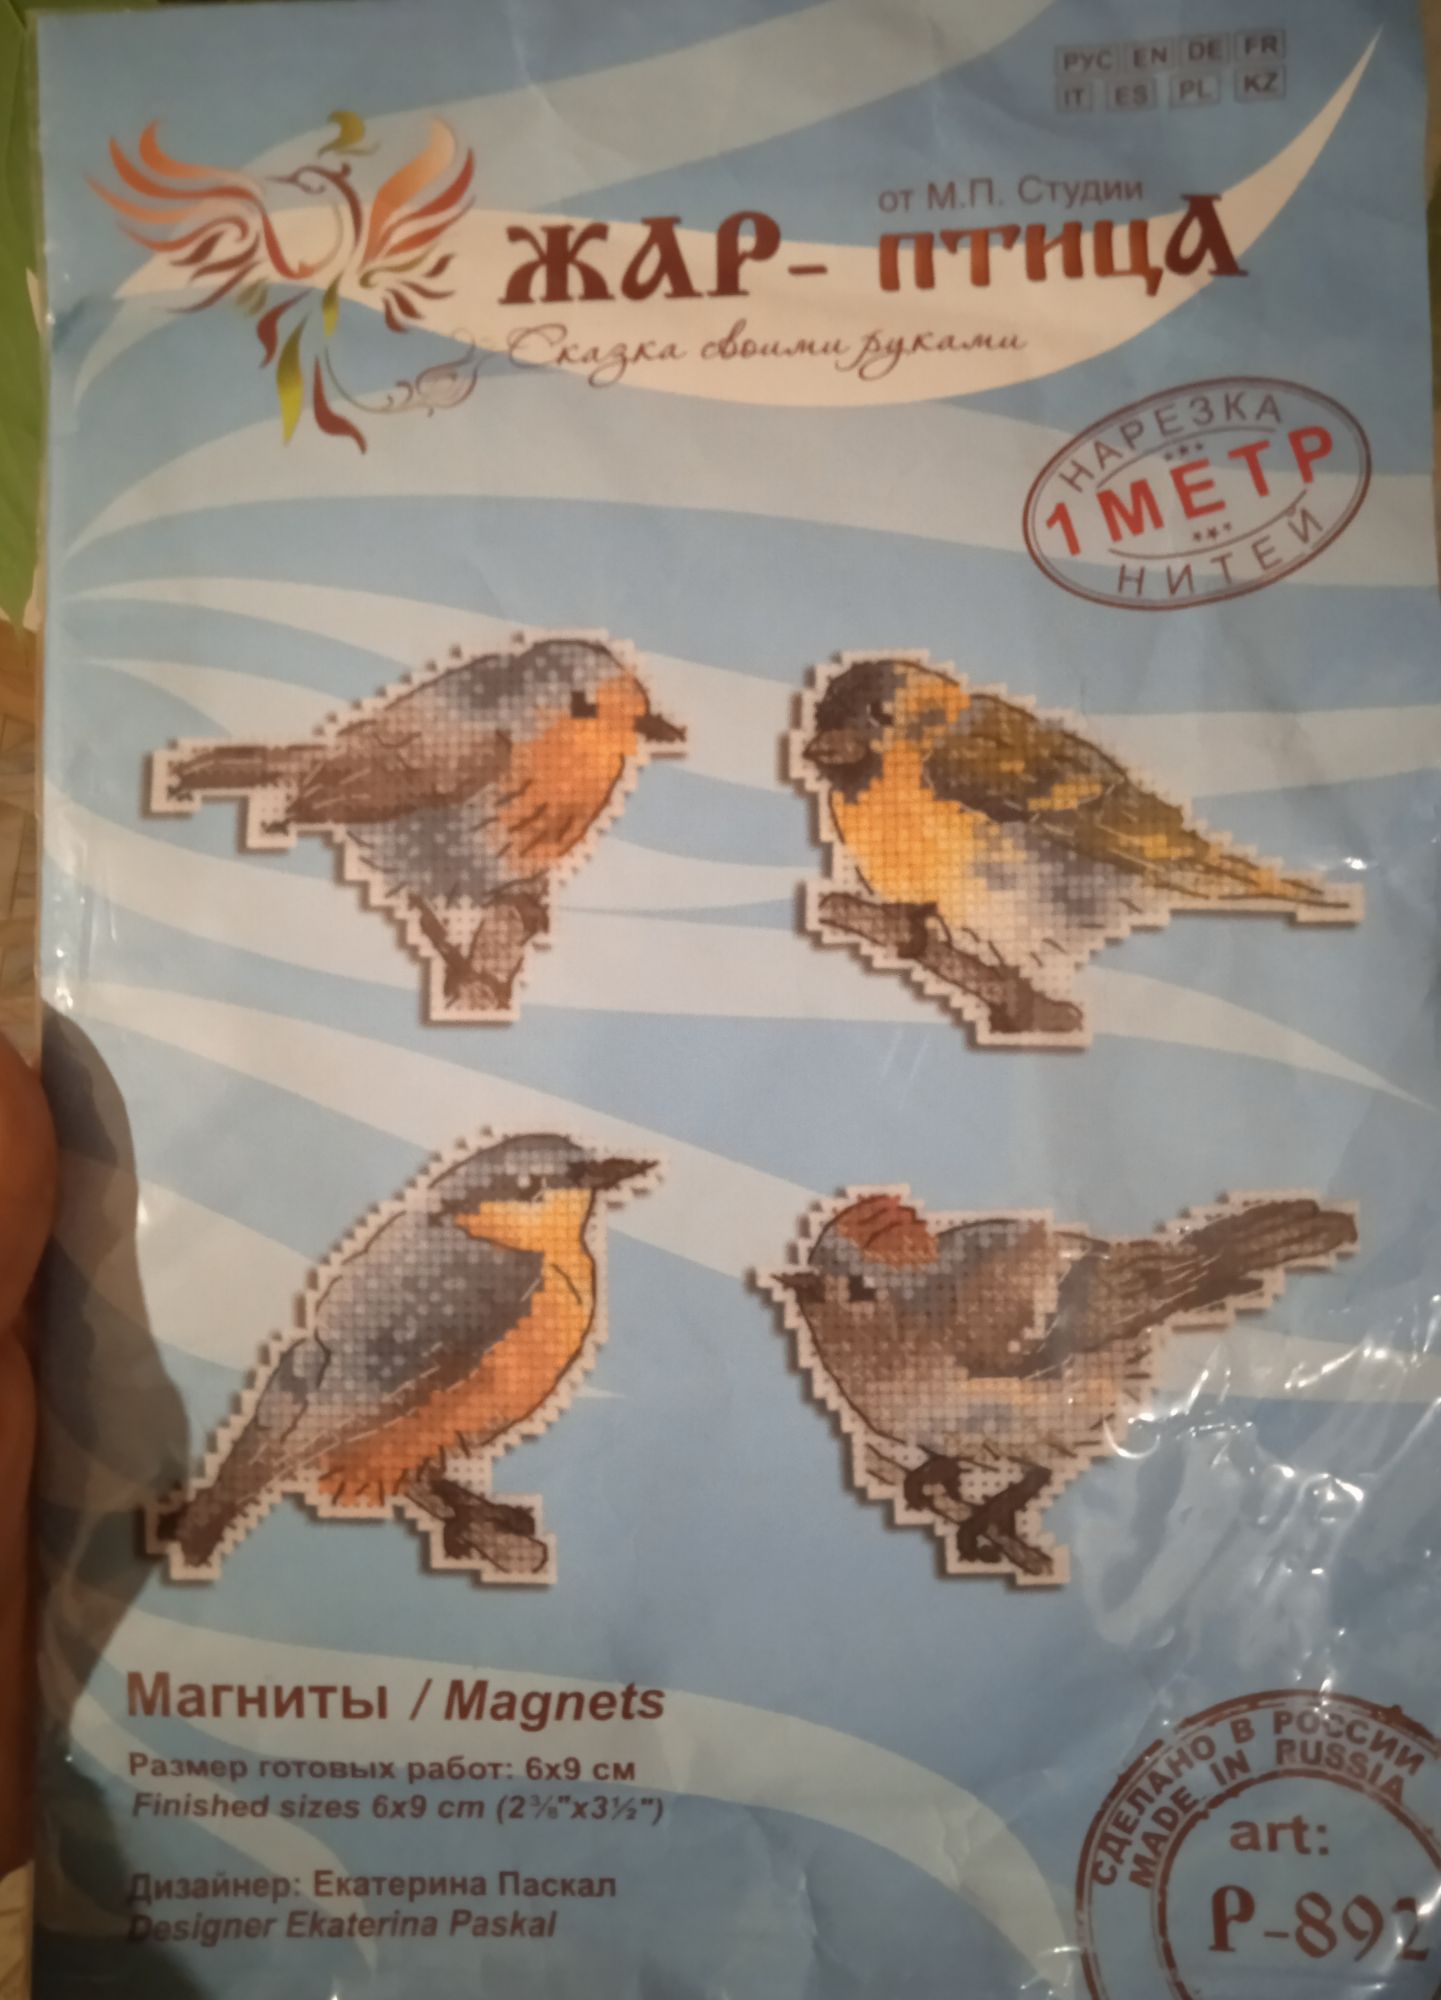 РУС EN DE FR
IT ES PL KZ
от М.П. Студии
ЖАР-ПТИЦА
Сказка своими руками
НАРЕЗКА
1 МЕТР
НИТЕЙ
Магниты / Magnets
Размер готовых работ: 6x9 см
Finished sizes 6x9 cm (2⅜"x3½")
Дизайнер: Екатерина Паскал
Designer Ekaterina Paskal
СДЕЛАНО В РОССИИ
MADE IN RUSSIA
art:
Р-892